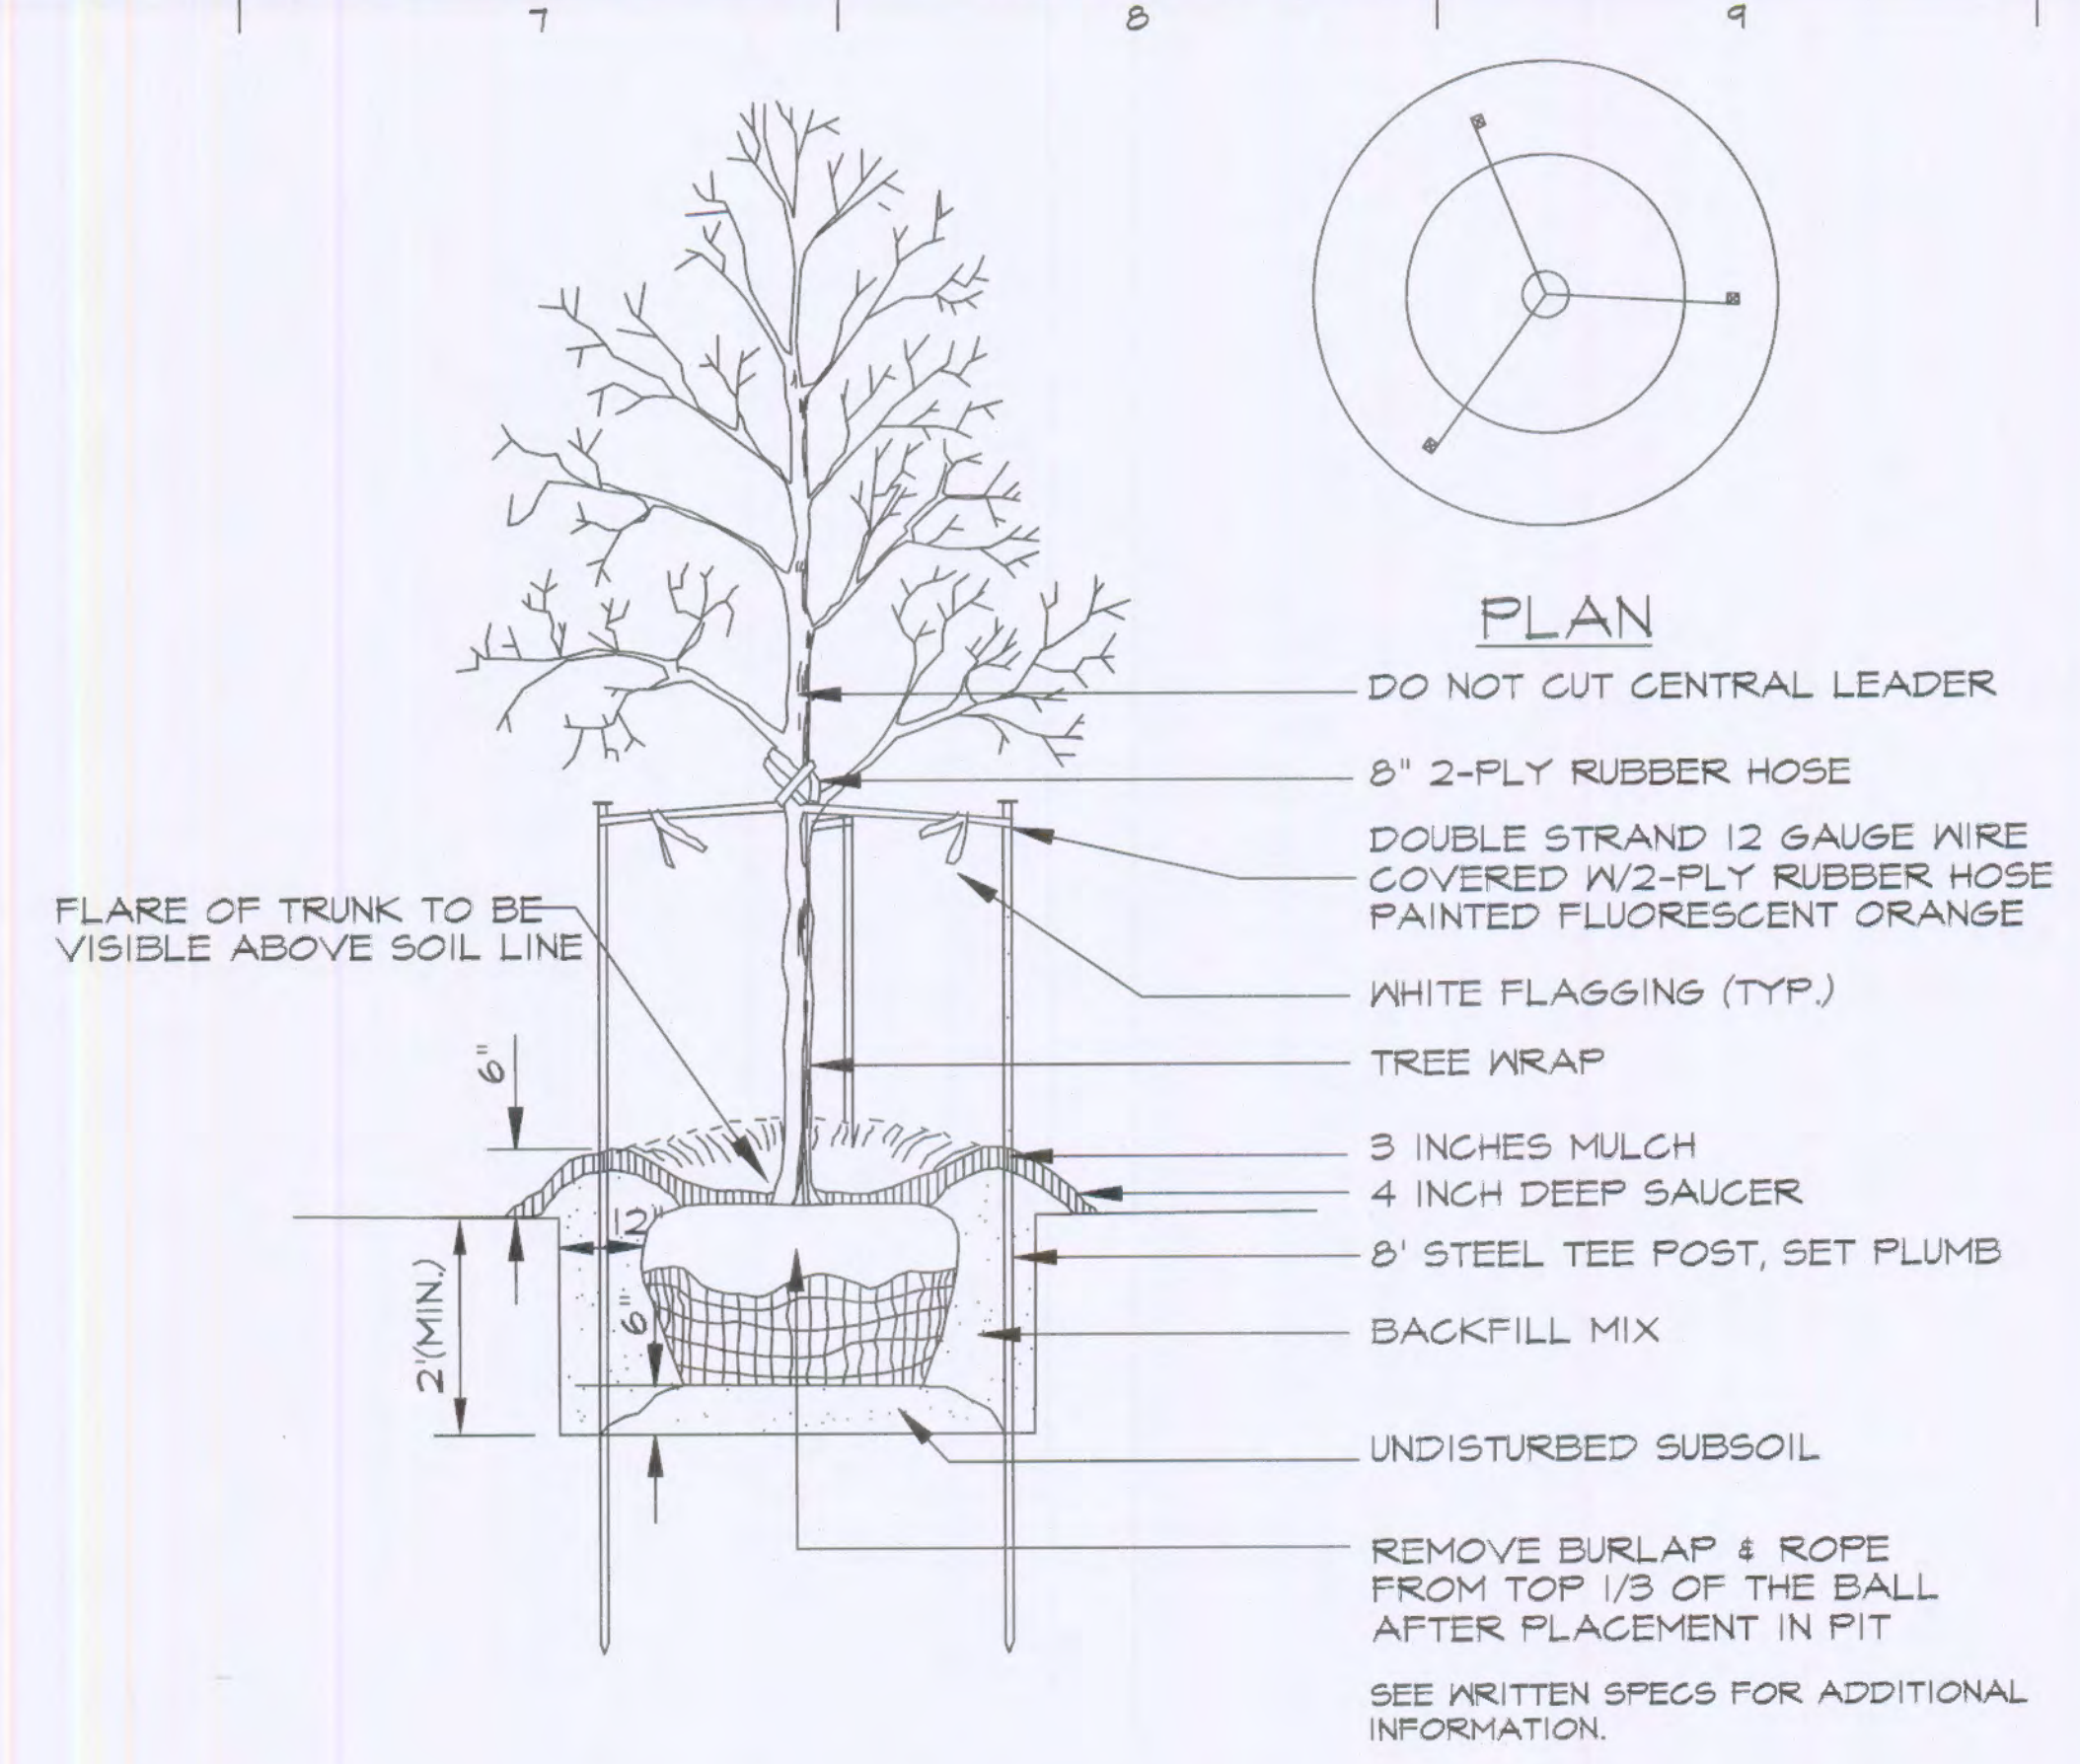 7 8 9
PLAN
DO NOT CUT CENTRAL LEADER
8" 2-PLY RUBBER HOSE
DOUBLE STRAND 12 GAUGE WIRE
COVERED W/2-PLY RUBBER HOSE
PAINTED FLUORESCENT ORANGE
FLARE OF TRUNK TO BE
VISIBLE ABOVE SOIL LINE
WHITE FLAGGING (TYP.)
6"
TREE WRAP
3 INCHES MULCH
4 INCH DEEP SAUCER
12"
8' STEEL TEE POST, SET PLUMB
2'(MIN.)
6"
BACKFILL MIX
UNDISTURBED SUBSOIL
REMOVE BURLAP & ROPE
FROM TOP 1/3 OF THE BALL
AFTER PLACEMENT IN PIT
SEE WRITTEN SPECS FOR ADDITIONAL
INFORMATION.